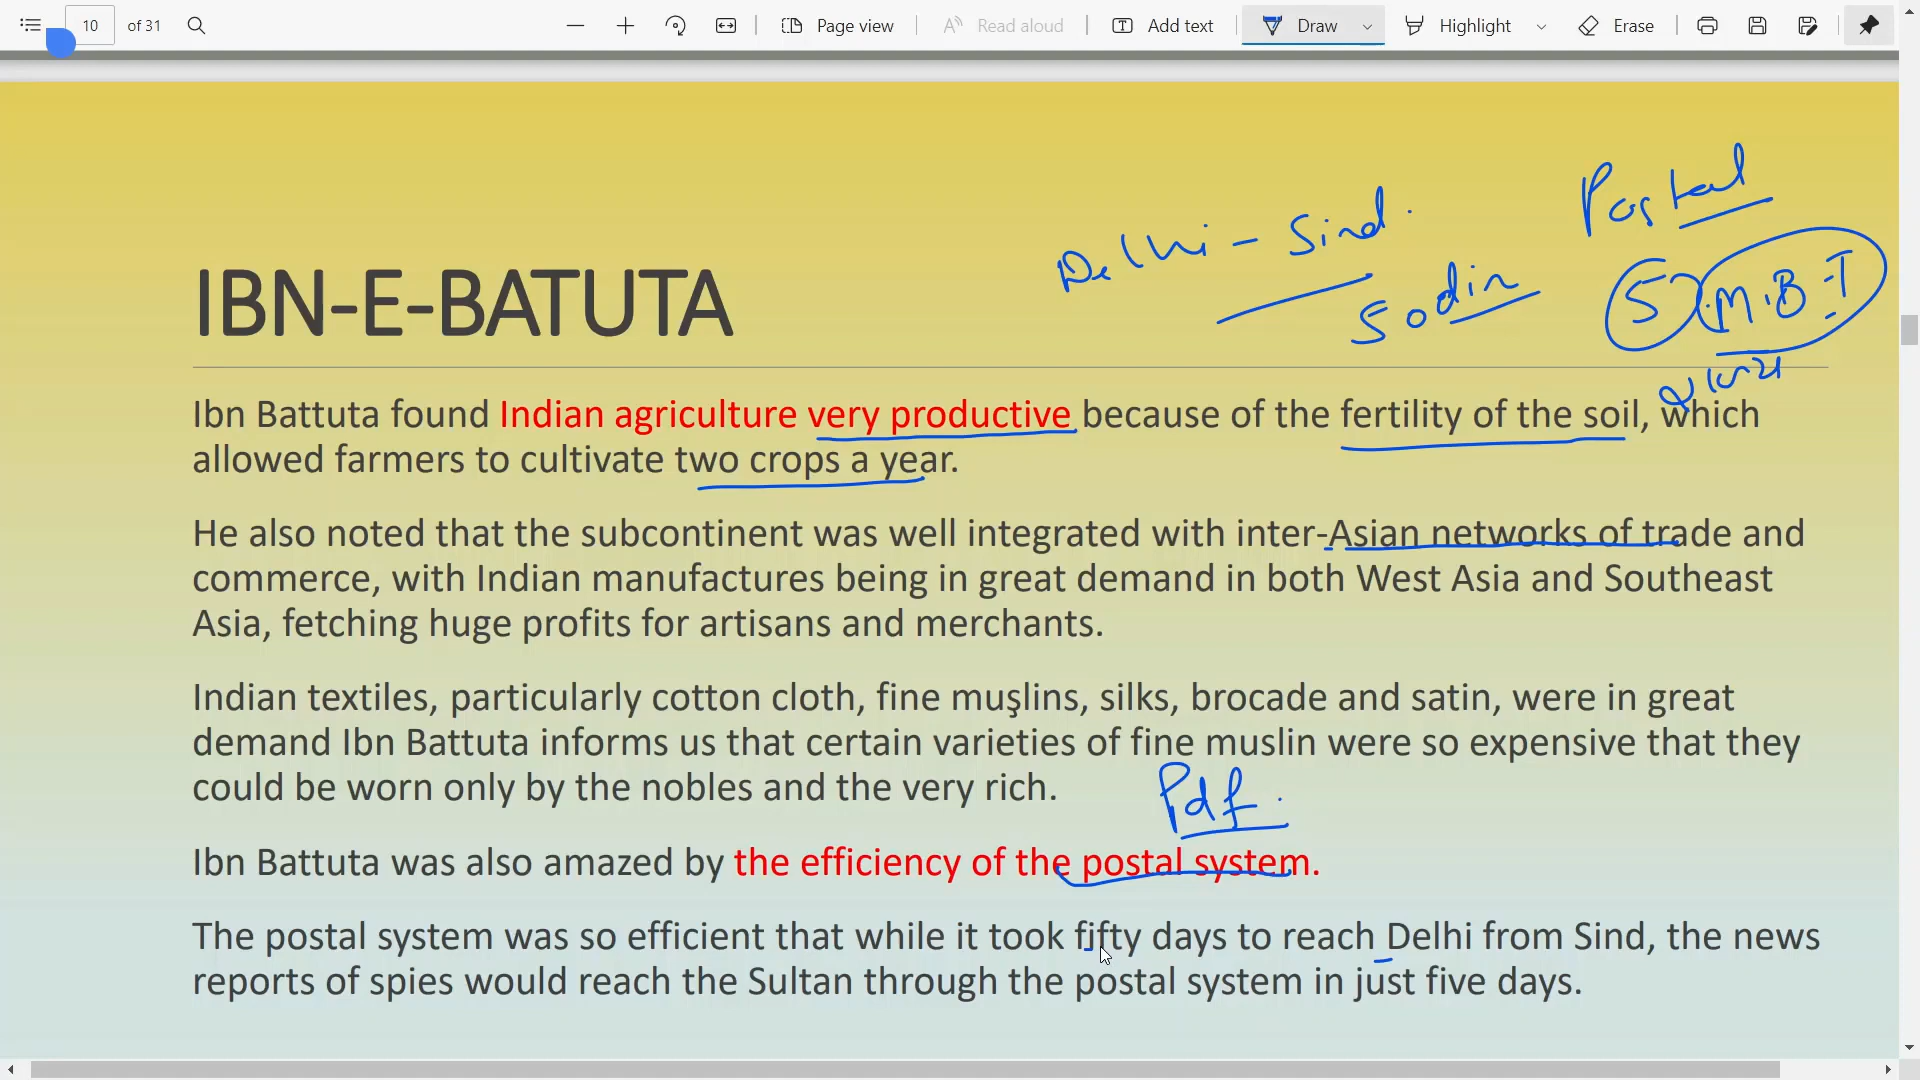 10 of 31 Page view Read aloud Add text Draw Highlight Erase
Postal
Delhi - Sind.
50 din
5 M.B.T
IBN-E-BATUTA
Ibn Battuta found Indian agriculture very productive because of the fertility of the soil, which
allowed farmers to cultivate two crops a year.
He also noted that the subcontinent was well integrated with inter-Asian networks of trade and
commerce, with Indian manufactures being in great demand in both West Asia and Southeast
Asia, fetching huge profits for artisans and merchants.
Indian textiles, particularly cotton cloth, fine muşlins, silks, brocade and satin, were in great
demand Ibn Battuta informs us that certain varieties of fine muslin were so expensive that they
could be worn only by the nobles and the very rich.
Pdf.
Ibn Battuta was also amazed by the efficiency of the postal system.
The postal system was so efficient that while it took fifty days to reach Delhi from Sind, the news
reports of spies would reach the Sultan through the postal system in just five days.